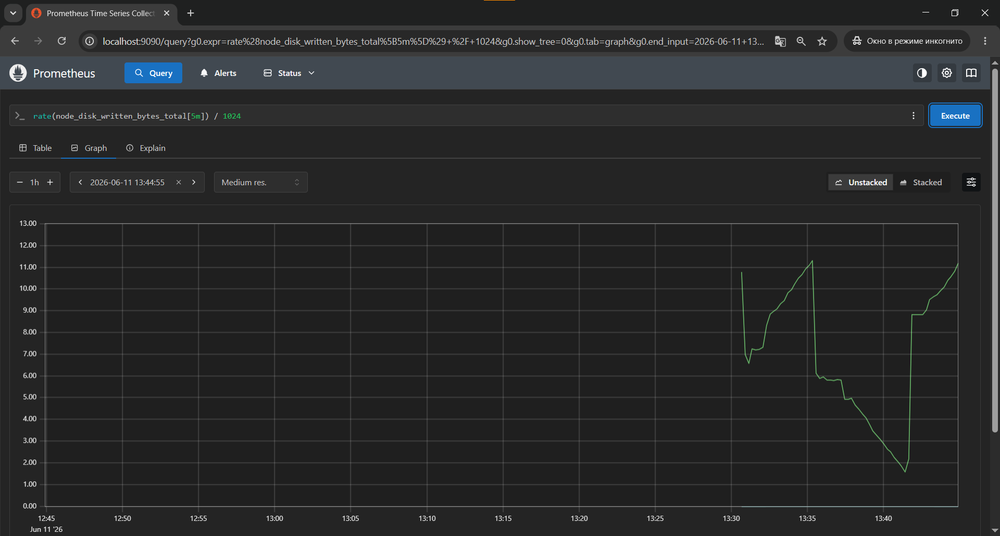 Prometheus Time Series Collect
localhost:9090/query?g0.expr=rate%28node_disk_written_bytes_total%5B5m%5D%29+%2F+1024&g0.show_tree=0&g0.tab=graph&g0.end_input=2026-06-11+13...
Окно в режиме инкогнито
Prometheus
Query
Alerts
Status
rate(node_disk_written_bytes_total[5m]) / 1024
Execute
Table
Graph
Explain
1h
2026-06-11 13:44:55
Medium res.
Unstacked
Stacked
13.00
12.00
11.00
10.00
9.00
8.00
7.00
6.00
5.00
4.00
3.00
2.00
1.00
0.00
12:45 12:50 12:55 13:00 13:05 13:10 13:15 13:20 13:25 13:30 13:35 13:40
Jun 11 '26